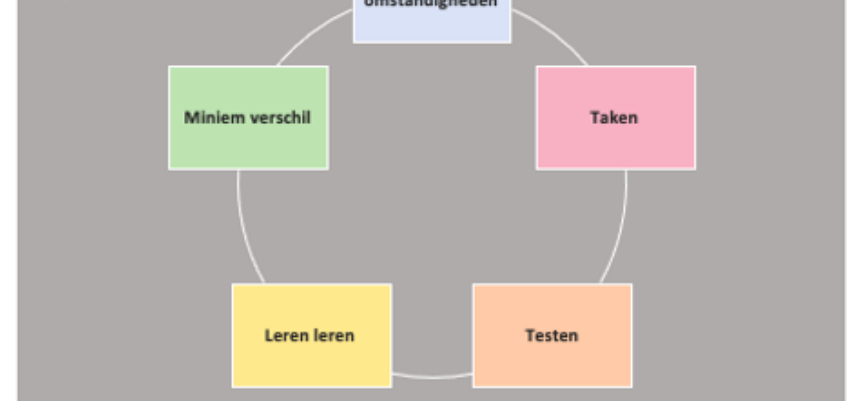 omstandigheden
Miniem verschil
Taken
Leren leren
Testen